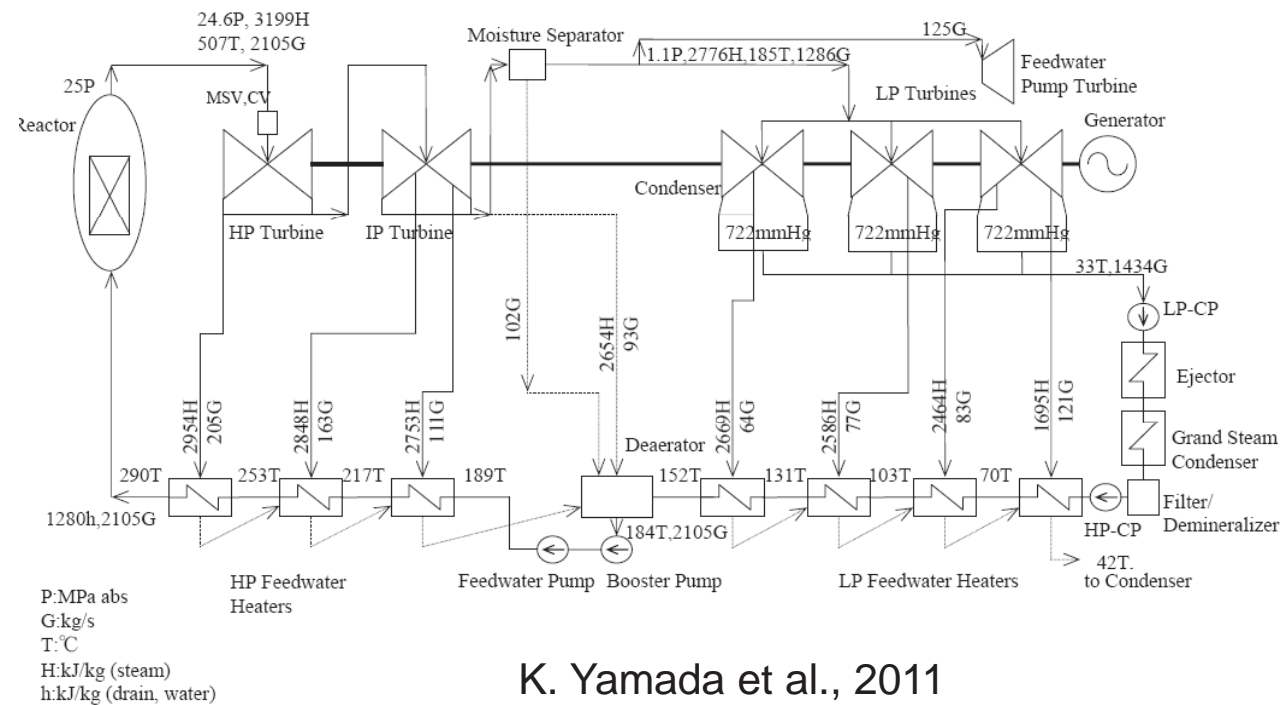 24.6P, 3199H
507T, 2105G
Moisture Separator
125G
1.1P,2776H,185T,1286G
Feedwater
Pump Turbine
25P
MSV,CV
LP Turbines
Reactor
Generator
Condenser
HP Turbine
IP Turbine
722mmHg
722mmHg
722mmHg
33T,1434G
LP-CP
102G
2654H
93G
Ejector
2954H
205G
2848H
163G
2753H
111G
2669H
64G
2586H
77G
2464H
83G
1695H
121G
Grand Steam
Condenser
Deaerator
290T
253T
217T
189T
152T
131T
103T
70T
1280h,2105G
184T,2105G
HP-CP
Filter/
Demineralizer
HP Feedwater
Heaters
Feedwater Pump
Booster Pump
LP Feedwater Heaters
42T.
to Condenser
P:MPa abs
G:kg/s
T:℃
H:kJ/kg (steam)
h:kJ/kg (drain, water)
K. Yamada et al., 2011